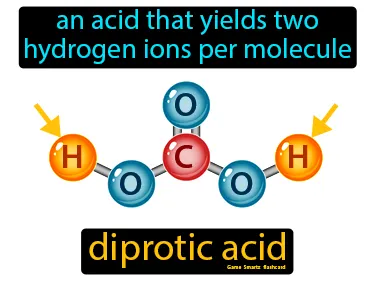 an acid that yields two
hydrogen ions per molecule
O
H
C
H
O
O
diprotic acid
Game Smartz flashcard